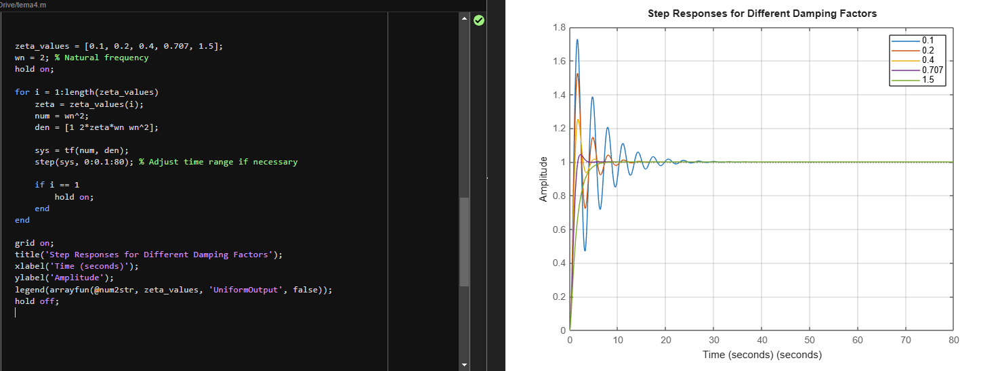 Drive/tema4.m
zeta_values = [0.1, 0.2, 0.4, 0.707, 1.5];
wn = 2; % Natural frequency
hold on;
for i = 1:length(zeta_values)
    zeta = zeta_values(i);
    num = wn^2;
    den = [1 2*zeta*wn wn^2];
    sys = tf(num, den);
    step(sys, 0:0.1:80); % Adjust time range if necessary
    if i == 1
        hold on;
    end
end
grid on;
title('Step Responses for Different Damping Factors');
xlabel('Time (seconds)');
ylabel('Amplitude');
legend(arrayfun(@num2str, zeta_values, 'UniformOutput', false));
hold off;
Step Responses for Different Damping Factors
1.8
1.6
1.4
1.2
1
0.8
0.6
0.4
0.2
0
Amplitude
0.1
0.2
0.4
0.707
1.5
0 10 20 30 40 50 60 70 80
Time (seconds) (seconds)